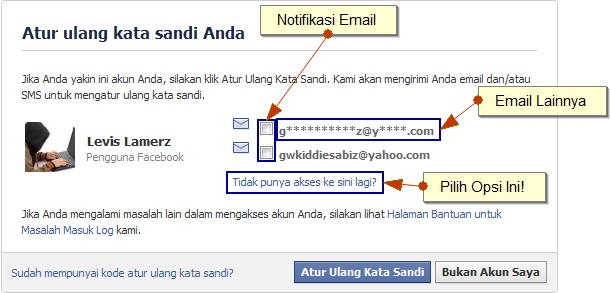 Notifikasi Email
Atur ulang kata sandi Anda
Jika Anda yakin ini akun Anda, silakan klik Atur Ulang Kata Sandi. Kami akan mengirimi Anda email dan/atau
SMS untuk mengatur ulang kata sandi.
Email Lainnya
g**********z@y****.com
Levis Lamerz
Pengguna Facebook
gwkiddiesabiz@yahoo.com
Tidak punya akses ke sini lagi?
Pilih Opsi Ini!
Jika Anda mengalami masalah lain dalam mengakses akun Anda, silakan lihat Halaman Bantuan untuk
Masalah Masuk Log kami.
Sudah mempunyai kode atur ulang kata sandi?
Atur Ulang Kata Sandi
Bukan Akun Saya